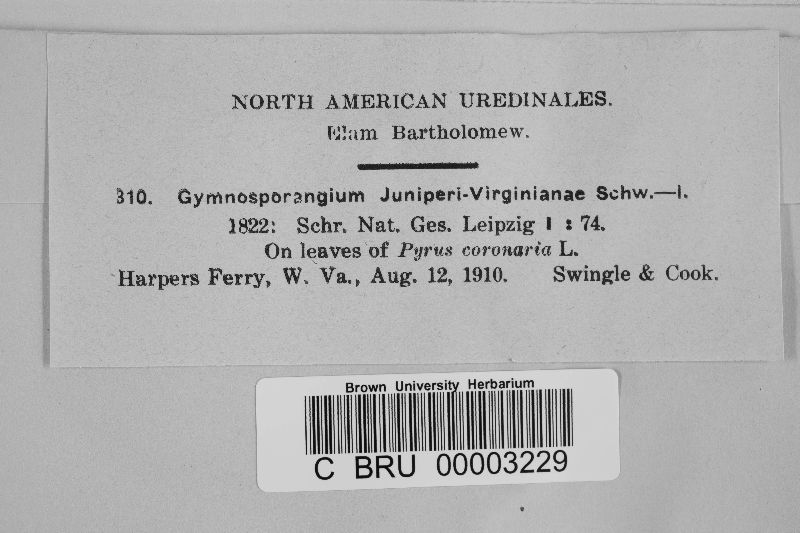 NORTH AMERICAN UREDINALES.
Elam Bartholomew.
310. Gymnosporangium Juniperi-Virginianae Schw.—I.
1822: Schr. Nat. Ges. Leipzig 1 : 74.
On leaves of Pyrus coronaria L.
Harpers Ferry, W. Va., Aug. 12, 1910. Swingle & Cook.
Brown University Herbarium
C BRU 00003229